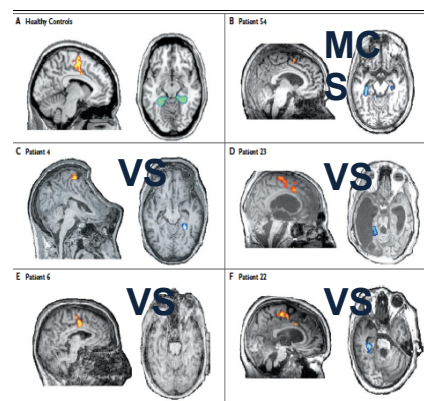 A Healthy Controls
B Patient 54
MC
S
C Patient 4
VS
D Patient 23
VS
E Patient 6
VS
F Patient 22
VS